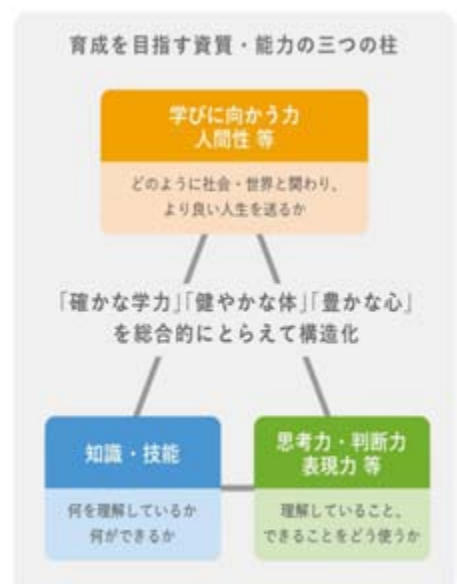 育成を目指す資質・能力の三つの柱
学びに向かう力
人間性 等
どのように社会・世界と関わり、
より良い人生を送るか
「確かな学力」「健やかな体」「豊かな心」
を総合的にとらえて構造化
知識・技能
何を理解しているか
何ができるか
思考力・判断力
表現力 等
理解していること、
できることをどう使うか